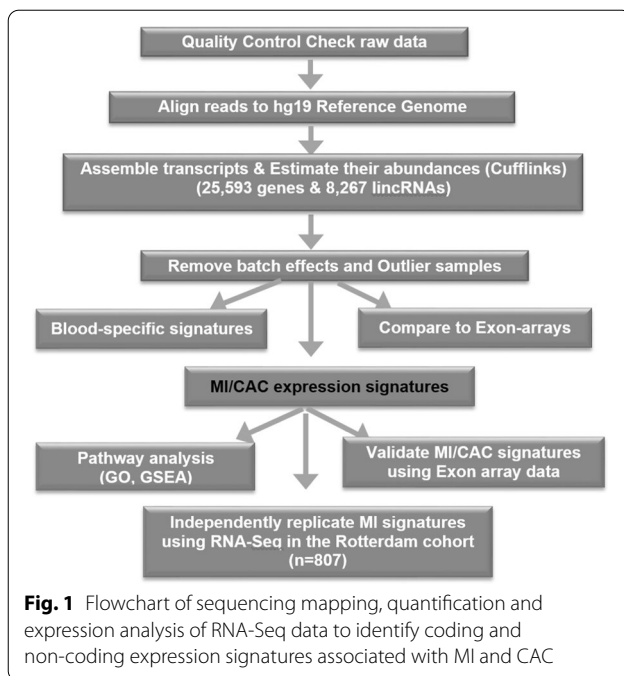 Quality Control Check raw data
Align reads to hg19 Reference Genome
Assemble transcripts & Estimate their abundances (Cufflinks)
(25,593 genes & 8,267 lincRNAs)
Remove batch effects and Outlier samples
Blood-specific signatures
Compare to Exon-arrays
MI/CAC expression signatures
Pathway analysis
(GO, GSEA)
Validate MI/CAC signatures
using Exon array data
Independently replicate MI signatures
using RNA-Seq in the Rotterdam cohort
(n=807)
Fig. 1 Flowchart of sequencing mapping, quantification and
expression analysis of RNA-Seq data to identify coding and
non-coding expression signatures associated with MI and CAC